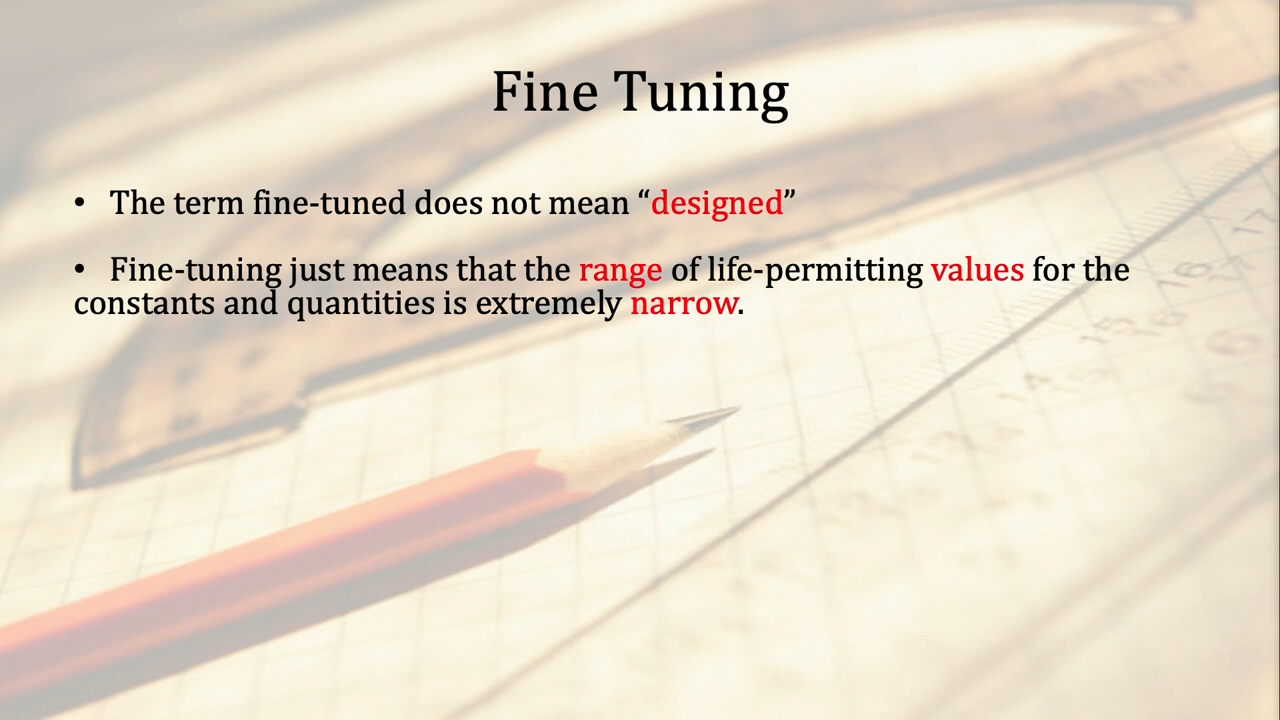 Fine Tuning
• The term fine-tuned does not mean “designed”
• Fine-tuning just means that the range of life-permitting values for the
constants and quantities is extremely narrow.